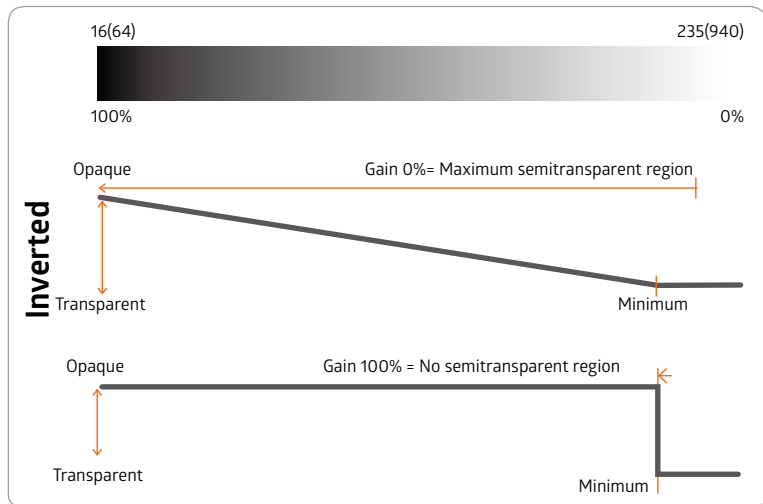 16(64)
235(940)
100%
0%
Opaque
Gain 0%= Maximum semitransparent region
Inverted
Transparent
Minimum
Opaque
Gain 100% = No semitransparent region
Transparent
Minimum